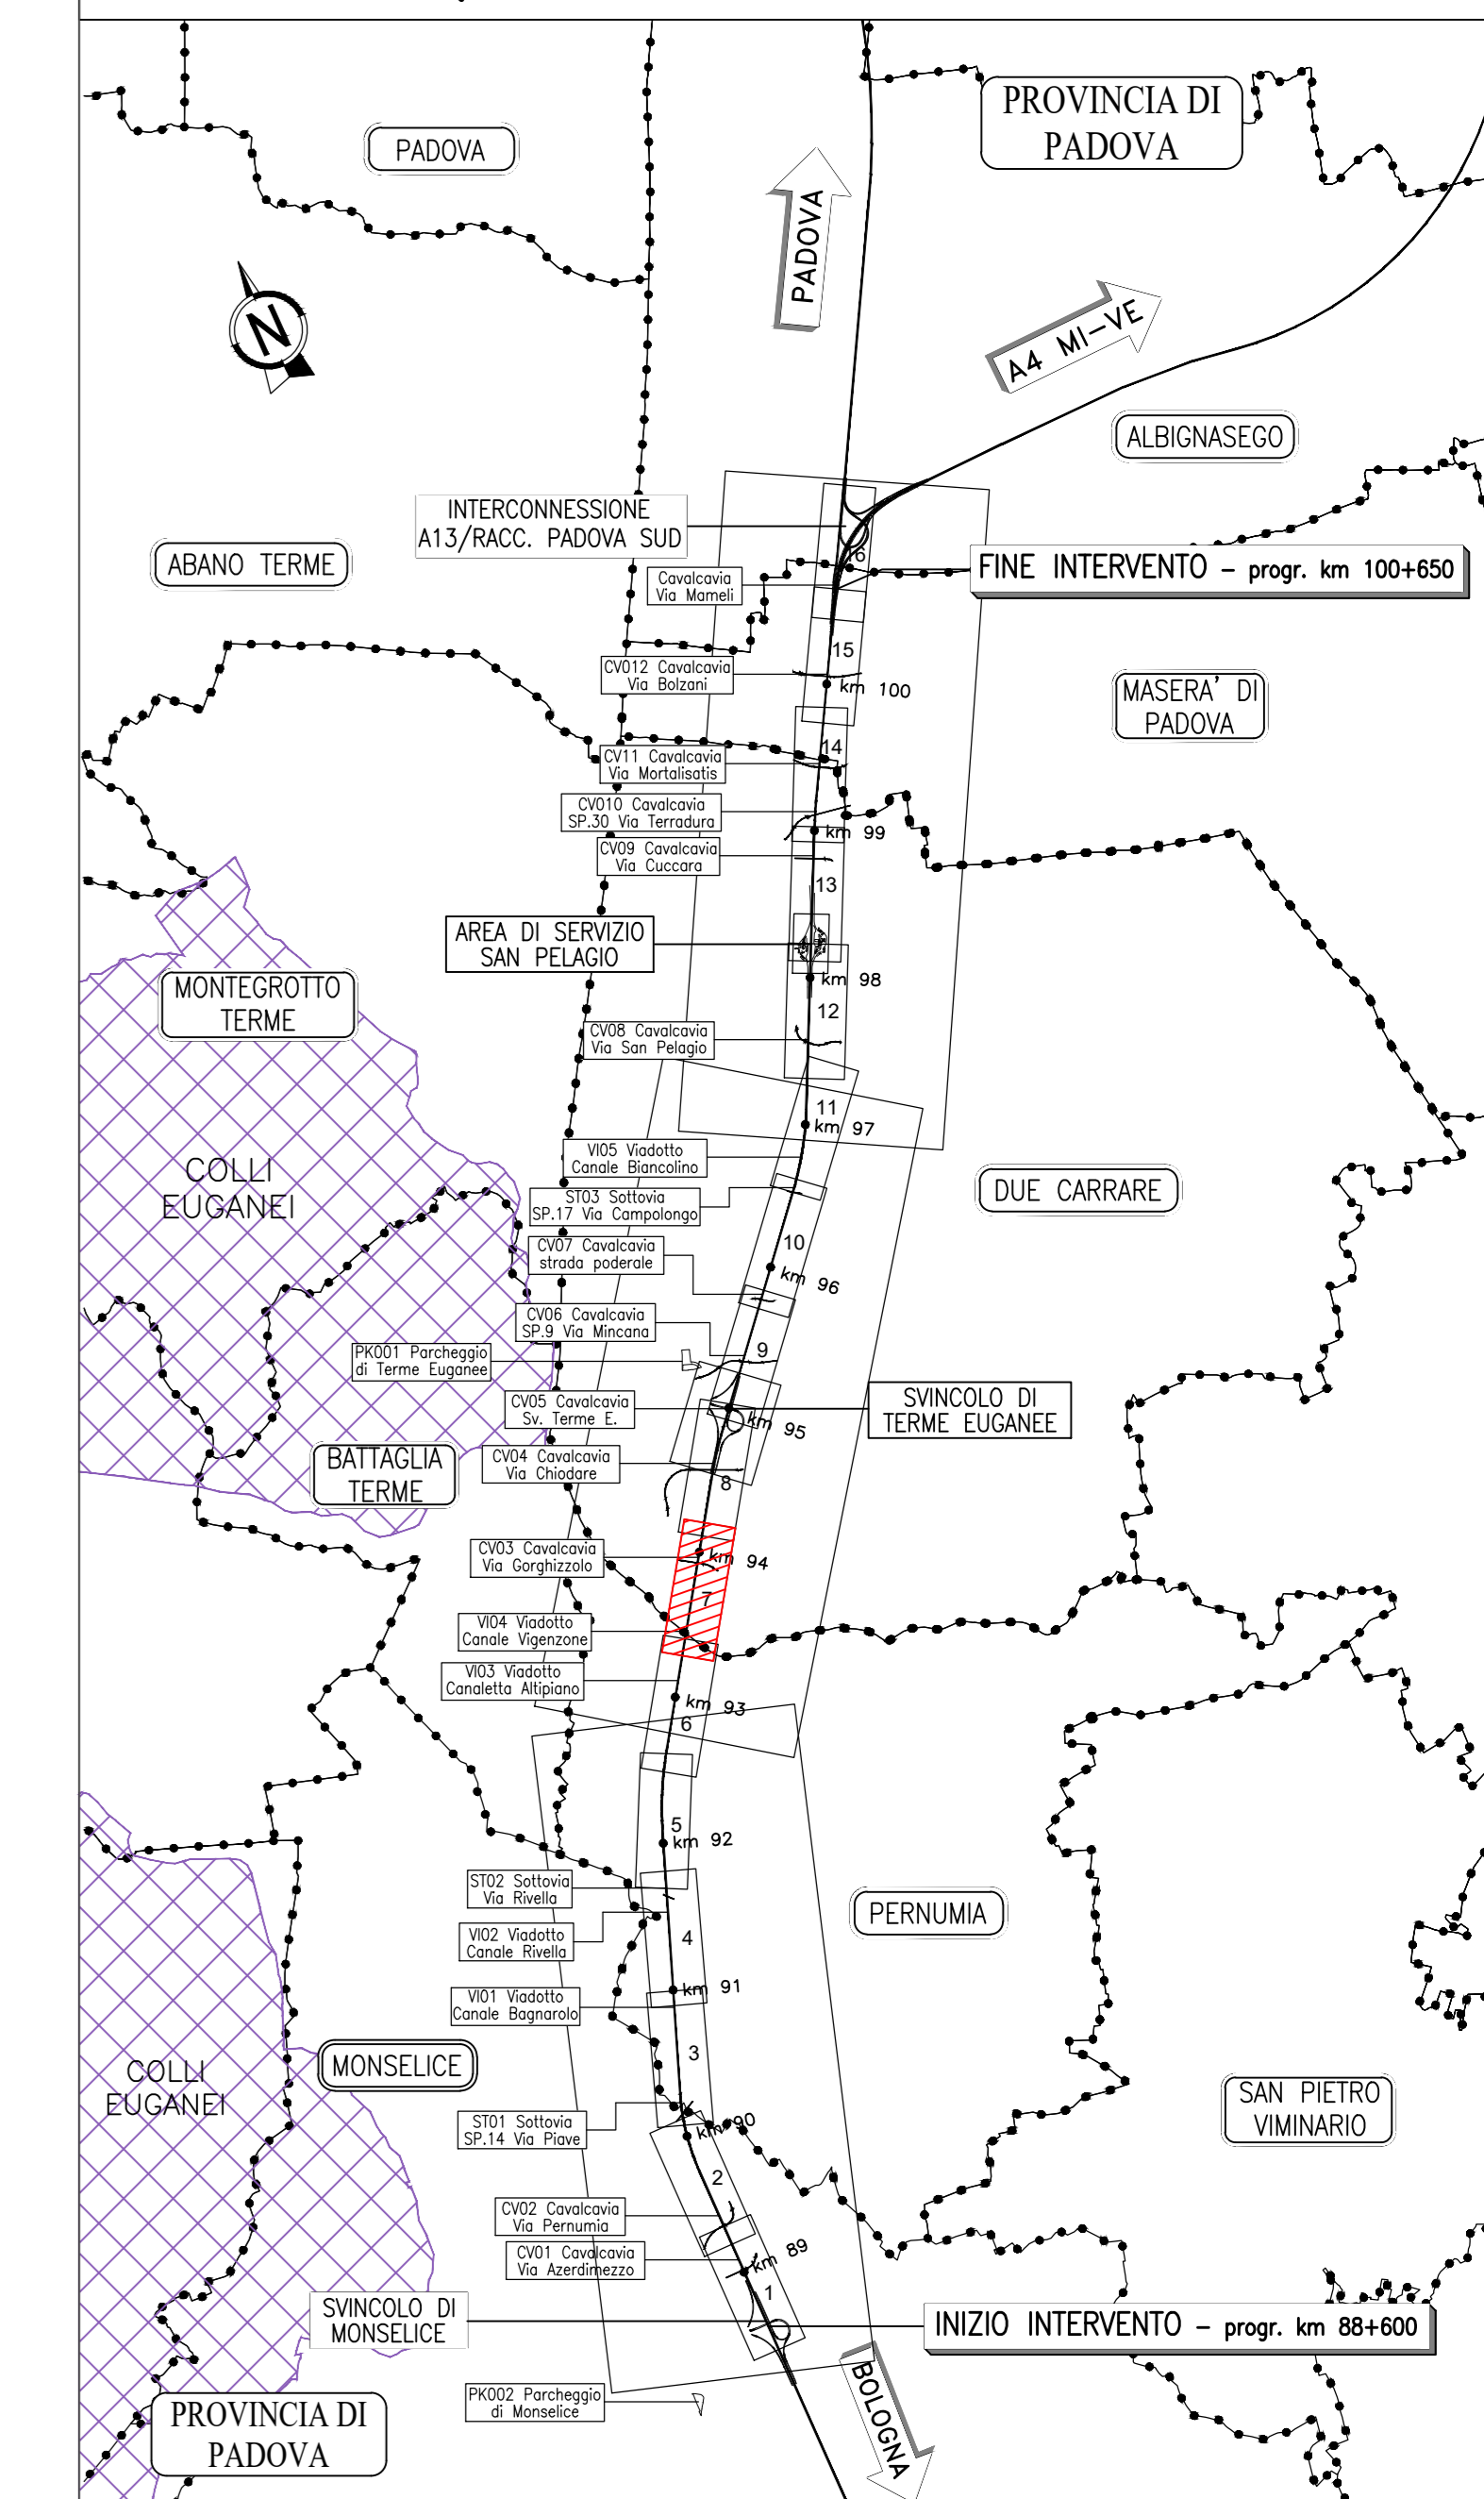 PROVINCIA DI
PADOVA
PADOVA
PADOVA
N
A4 MI-VE
ALBIGNASEGO
INTERCONNESSIONE
A13/RACC. PADOVA SUD
16
ABANO TERME
FINE INTERVENTO - progr. km 100+650
Cavalcavia
Via Mameli
15
CV012 Cavalcavia
Via Bolzani
km 100
MASERA' DI
PADOVA
14
CV11 Cavalcavia
Via Mortalisatis
CV010 Cavalcavia
SP.30 Via Terradura
km 99
CV09 Cavalcavia
Via Cuccara
13
AREA DI SERVIZIO
SAN PELAGIO
km 98
MONTEGROTTO
TERME
12
CV08 Cavalcavia
Via San Pelagio
11
km 97
VI05 Viadotto
Canale Biancolino
COLLI
EUGANEI
DUE CARRARE
ST03 Sottovia
SP.17 Via Campolongo
10
CV07 Cavalcavia
strada poderale
km 96
CV06 Cavalcavia
SP.9 Via Mincana
9
PK001 Parcheggio
di Terme Euganee
CV05 Cavalcavia
Sv. Terme E.
SVINCOLO DI
TERME EUGANEE
km 95
CV04 Cavalcavia
Via Chiodare
BATTAGLIA
TERME
8
CV03 Cavalcavia
Via Gorghizzolo
km 94
7
VI04 Viadotto
Canale Vigenzone
VI03 Viadotto
Canaletta Altipiano
km 93
6
5
km 92
ST02 Sottovia
Via Rivella
PERNUMIA
VI02 Viadotto
Canale Rivella
4
km 91
VI01 Viadotto
Canale Bagnarolo
3
MONSELICE
COLLI
EUGANEI
SAN PIETRO
VIMINARIO
ST01 Sottovia
SP.14 Via Piave
km 90
2
CV02 Cavalcavia
Via Pernumia
CV01 Cavalcavia
Via Azerdimezzo
km 89
1
SVINCOLO DI
MONSELICE
INIZIO INTERVENTO - progr. km 88+600
BOLOGNA
PK002 Parcheggio
di Monselice
PROVINCIA DI
PADOVA